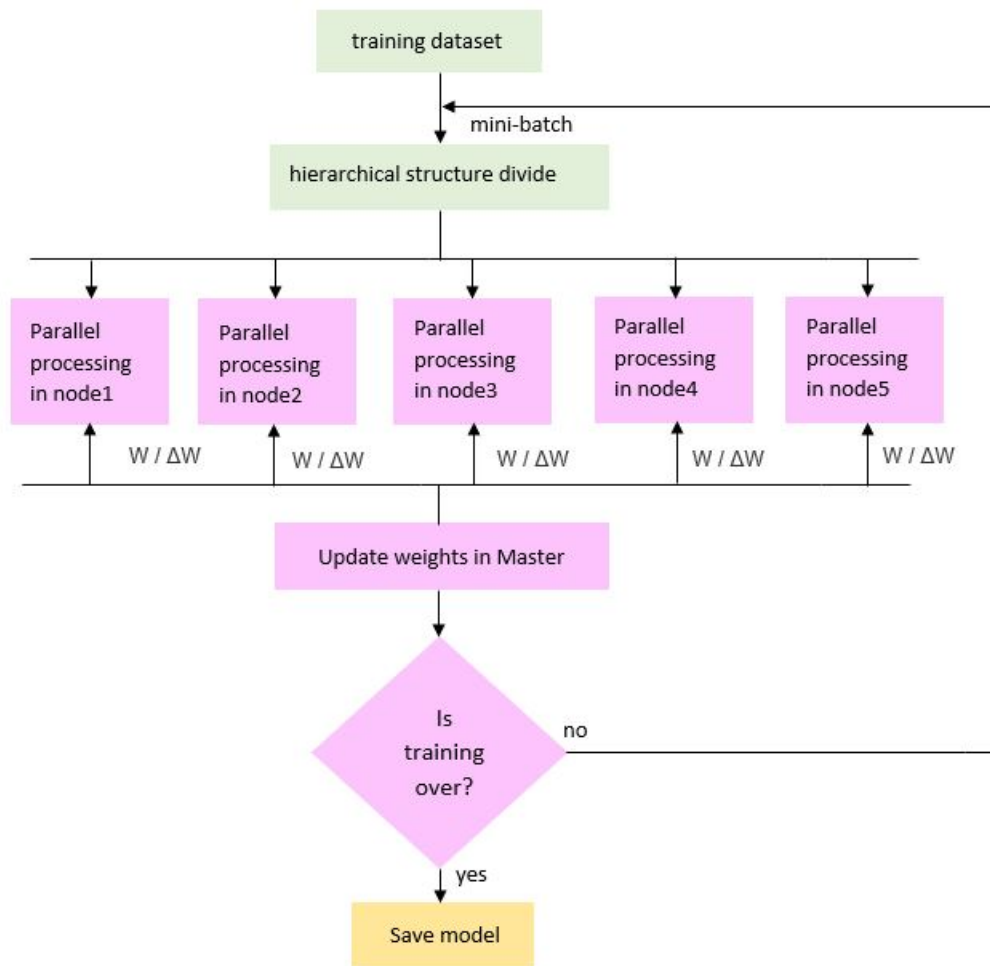 training dataset
mini-batch
hierarchical structure divide
Parallel
processing
in node1
Parallel
processing
in node2
Parallel
processing
in node3
Parallel
processing
in node4
Parallel
processing
in node5
W / ΔW
W / ΔW
W / ΔW
W / ΔW
W / ΔW
Update weights in Master
Is
training
over?
no
yes
Save model